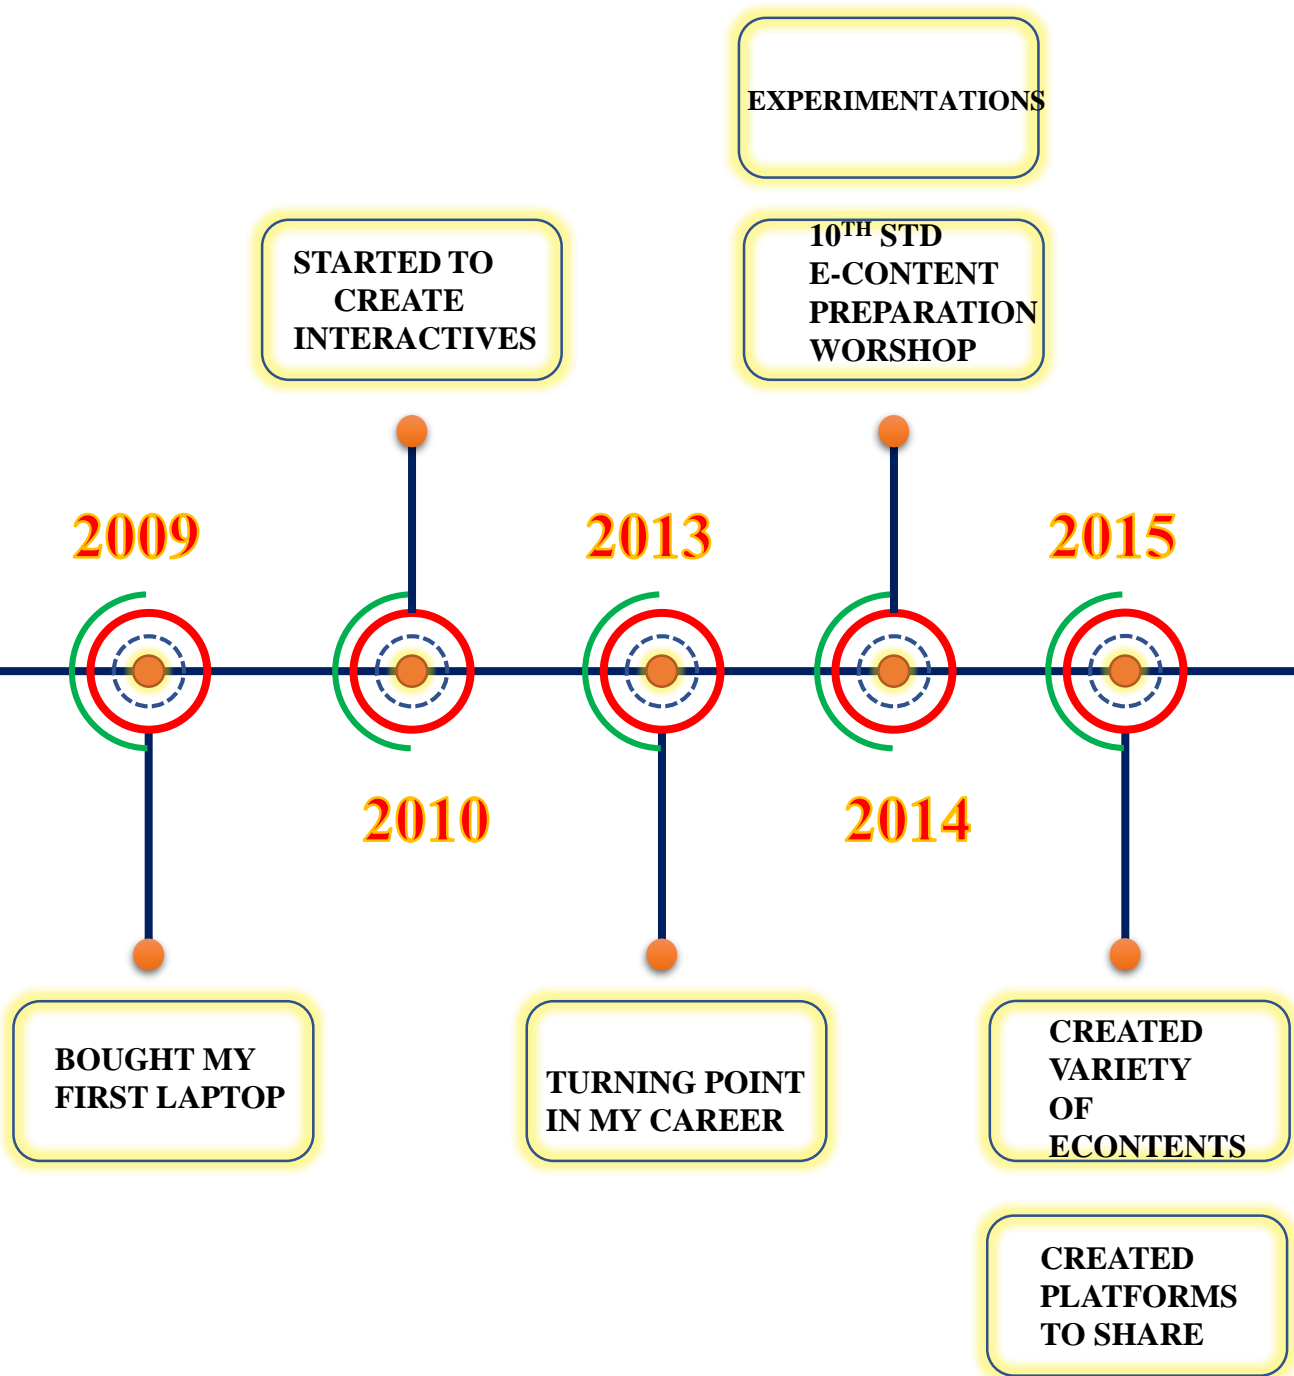 EXPERIMENTATIONS
STARTED TO
CREATE
INTERACTIVES
10TH STD
E-CONTENT
PREPARATION
WORSHOP
2009
2013
2015
2010
2014
BOUGHT MY
FIRST LAPTOP
TURNING POINT
IN MY CAREER
CREATED
VARIETY
OF
ECONTENTS
CREATED
PLATFORMS
TO SHARE